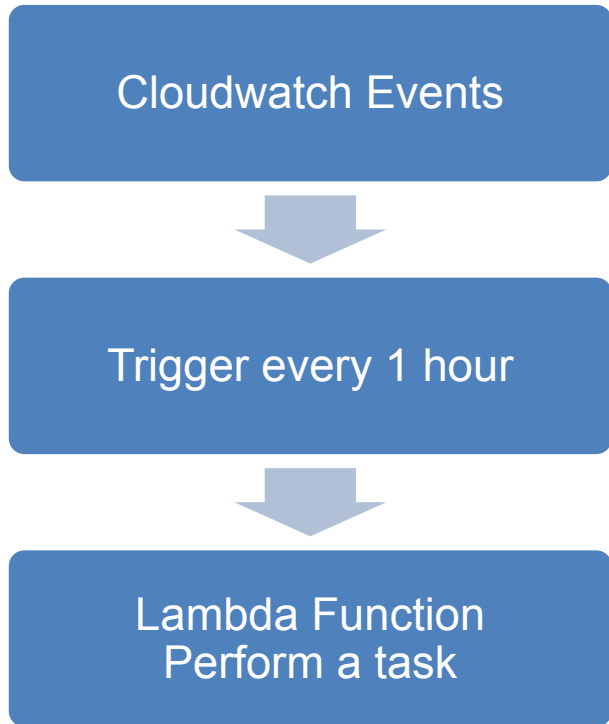 Cloudwatch Events
Trigger every 1 hour
Lambda Function
Perform a task